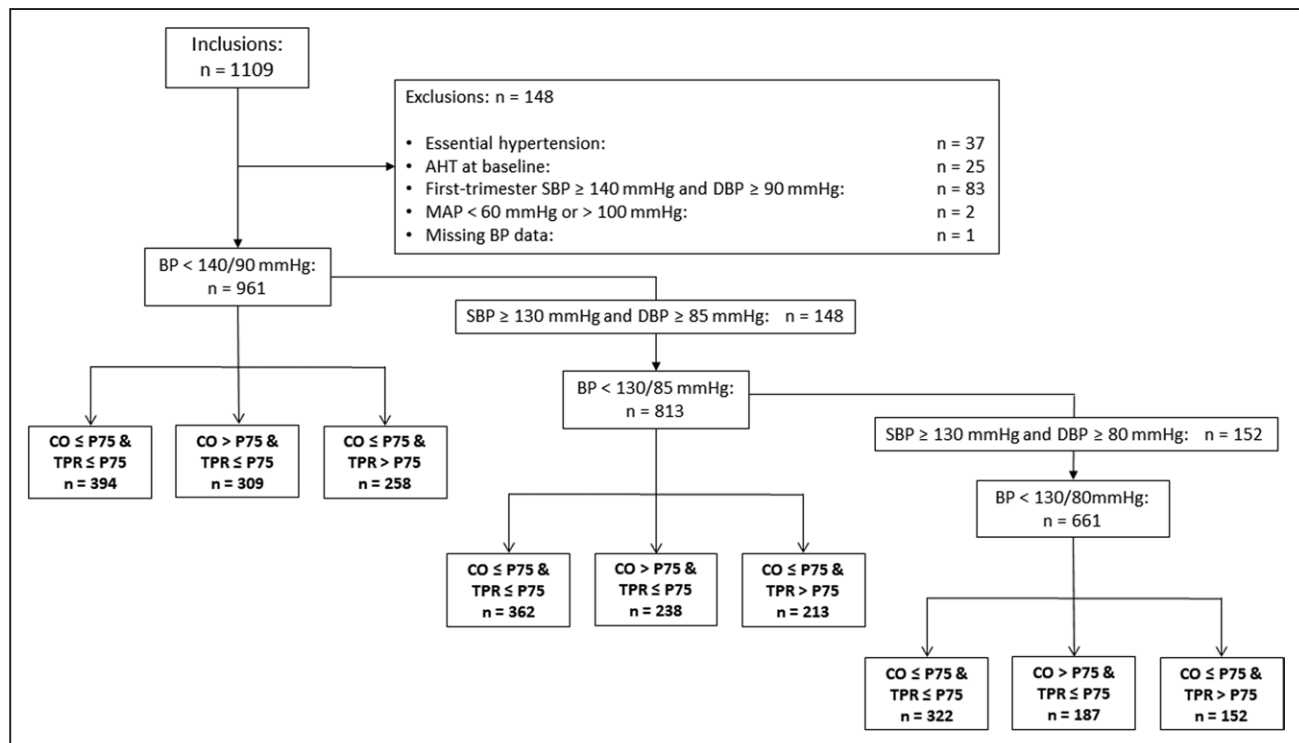 Inclusions:
n = 1109
Exclusions: n = 148
• Essential hypertension: n = 37
• AHT at baseline: n = 25
• First-trimester SBP ≥ 140 mmHg and DBP ≥ 90 mmHg: n = 83
• MAP < 60 mmHg or > 100 mmHg: n = 2
• Missing BP data: n = 1
BP < 140/90 mmHg:
n = 961
SBP ≥ 130 mmHg and DBP ≥ 85 mmHg: n = 148
CO ≤ P75 &
TPR ≤ P75
n = 394
CO > P75 &
TPR ≤ P75
n = 309
CO ≤ P75 &
TPR > P75
n = 258
BP < 130/85 mmHg:
n = 813
SBP ≥ 130 mmHg and DBP ≥ 80 mmHg: n = 152
CO ≤ P75 &
TPR ≤ P75
n = 362
CO > P75 &
TPR ≤ P75
n = 238
CO ≤ P75 &
TPR > P75
n = 213
BP < 130/80mmHg:
n = 661
CO ≤ P75 &
TPR ≤ P75
n = 322
CO > P75 &
TPR ≤ P75
n = 187
CO ≤ P75 &
TPR > P75
n = 152